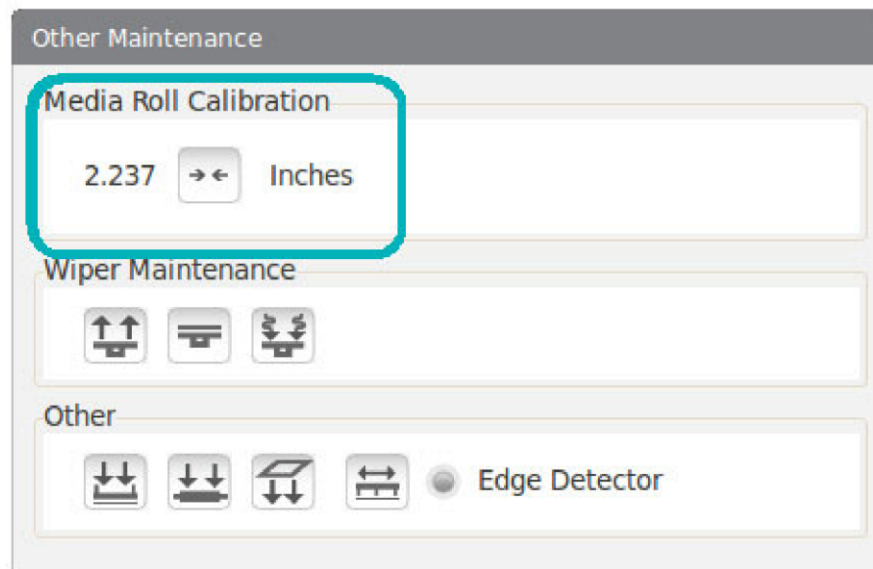 Other Maintenance
Media Roll Calibration
2.237 Inches
Wiper Maintenance
Other
Edge Detector